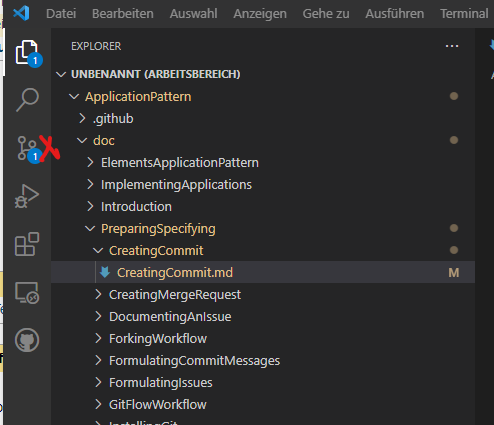 Datei Bearbeiten Auswahl Anzeigen Gehe zu Ausführen Terminal
EXPLORER
UNBENANNT (ARBEITSBEREICH)
ApplicationPattern
.github
doc
ElementsApplicationPattern
ImplementingApplications
Introduction
PreparingSpecifying
CreatingCommit
CreatingCommit.md M
CreatingMergeRequest
DocumentingAnIssue
ForkingWorkflow
FormulatingCommitMessages
FormulatingIssues
GitFlowWorkflow
InstallingGit
1
1